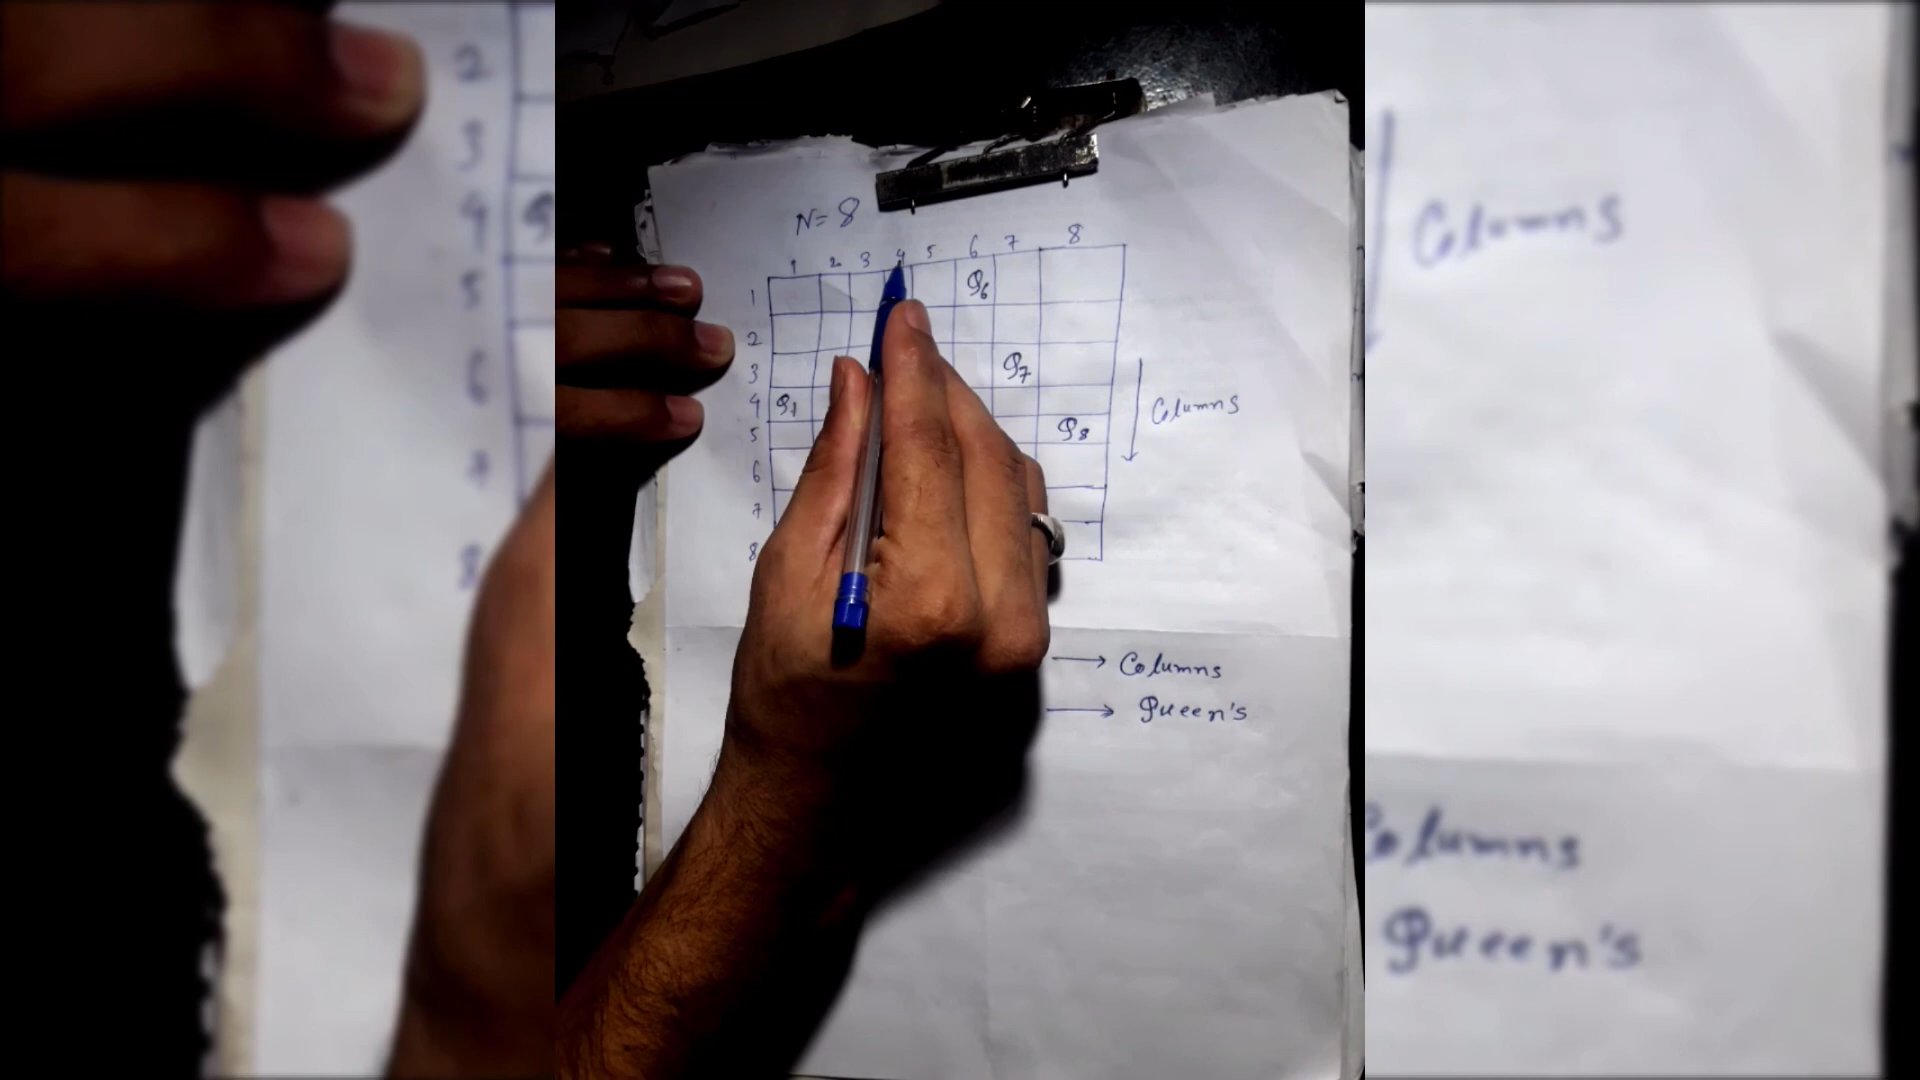 N=8
1 2 3 4 5 6 7 8
1 Q6
2
3 Q7
4 Q1
5 Q8
6
7
8
Columns
→ Columns
→ Queen's